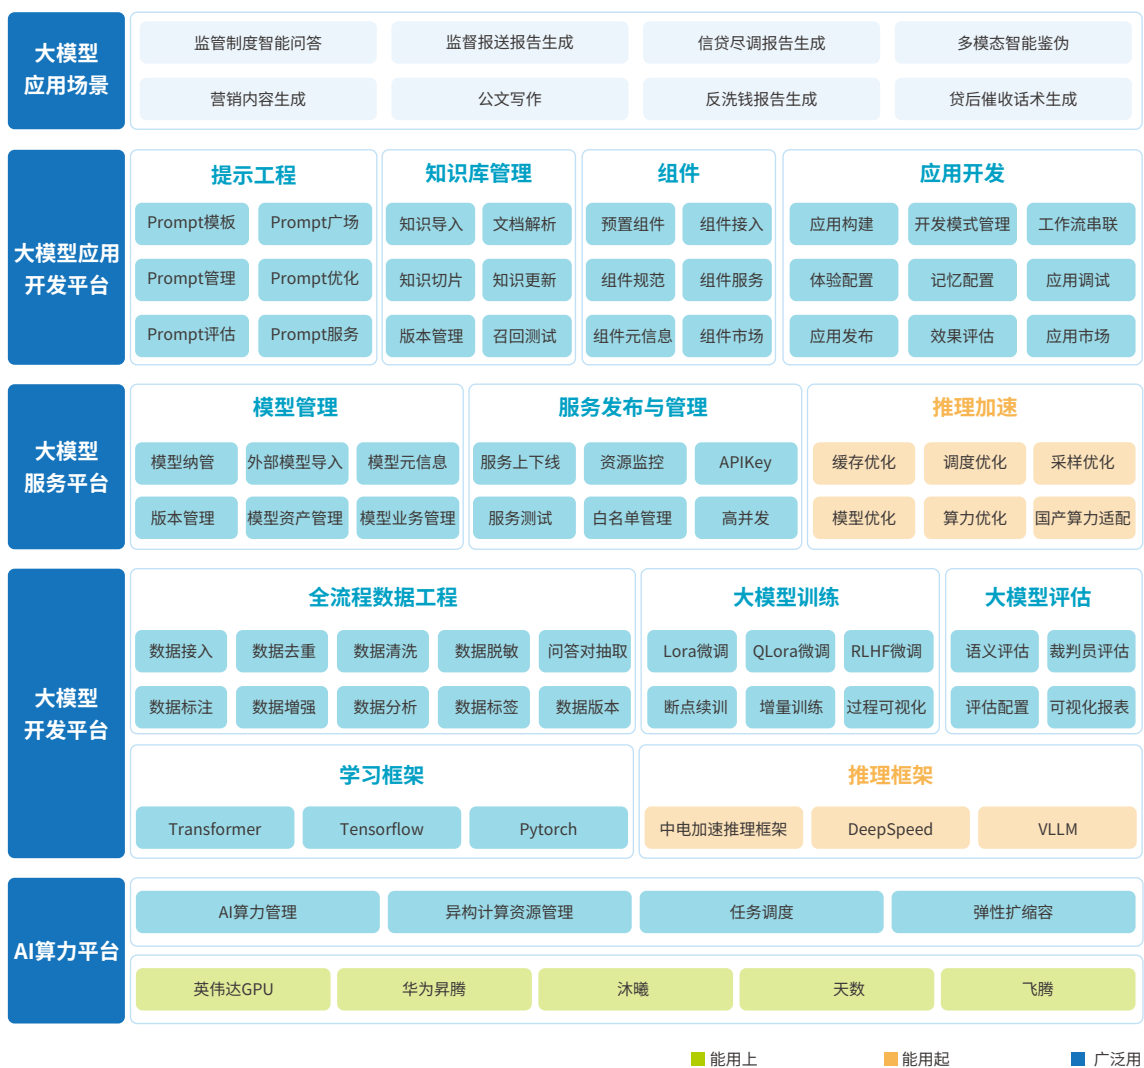 大模型
应用场景
监管制度智能问答
监督报送报告生成
信贷尽调报告生成
多模态智能鉴伪
营销内容生成
公文写作
反洗钱报告生成
贷后催收话术生成
大模型应用
开发平台
提示工程
Prompt模板
Prompt广场
Prompt管理
Prompt优化
Prompt评估
Prompt服务
知识库管理
知识导入
文档解析
知识切片
知识更新
版本管理
召回测试
组件
预置组件
组件接入
组件规范
组件服务
组件元信息
组件市场
应用开发
应用构建
开发模式管理
工作流串联
体验配置
记忆配置
应用调试
应用发布
效果评估
应用市场
大模型
服务平台
模型管理
模型纳管
外部模型导入
模型元信息
版本管理
模型资产管理
模型业务管理
服务发布与管理
服务上下线
资源监控
APIKey
服务测试
白名单管理
高并发
推理加速
缓存优化
调度优化
采样优化
模型优化
算力优化
国产算力适配
大模型
开发平台
全流程数据工程
数据接入
数据去重
数据清洗
数据脱敏
问答对抽取
数据标注
数据增强
数据分析
数据标签
数据版本
大模型训练
Lora微调
QLora微调
RLHF微调
断点续训
增量训练
过程可视化
大模型评估
语义评估
裁判员评估
评估配置
可视化报表
学习框架
Transformer
Tensorflow
Pytorch
推理框架
中电加速推理框架
DeepSpeed
VLLM
AI算力平台
AI算力管理
异构计算资源管理
任务调度
弹性扩缩容
英伟达GPU
华为昇腾
沐曦
天数
飞腾
能用上
能用起
广泛用